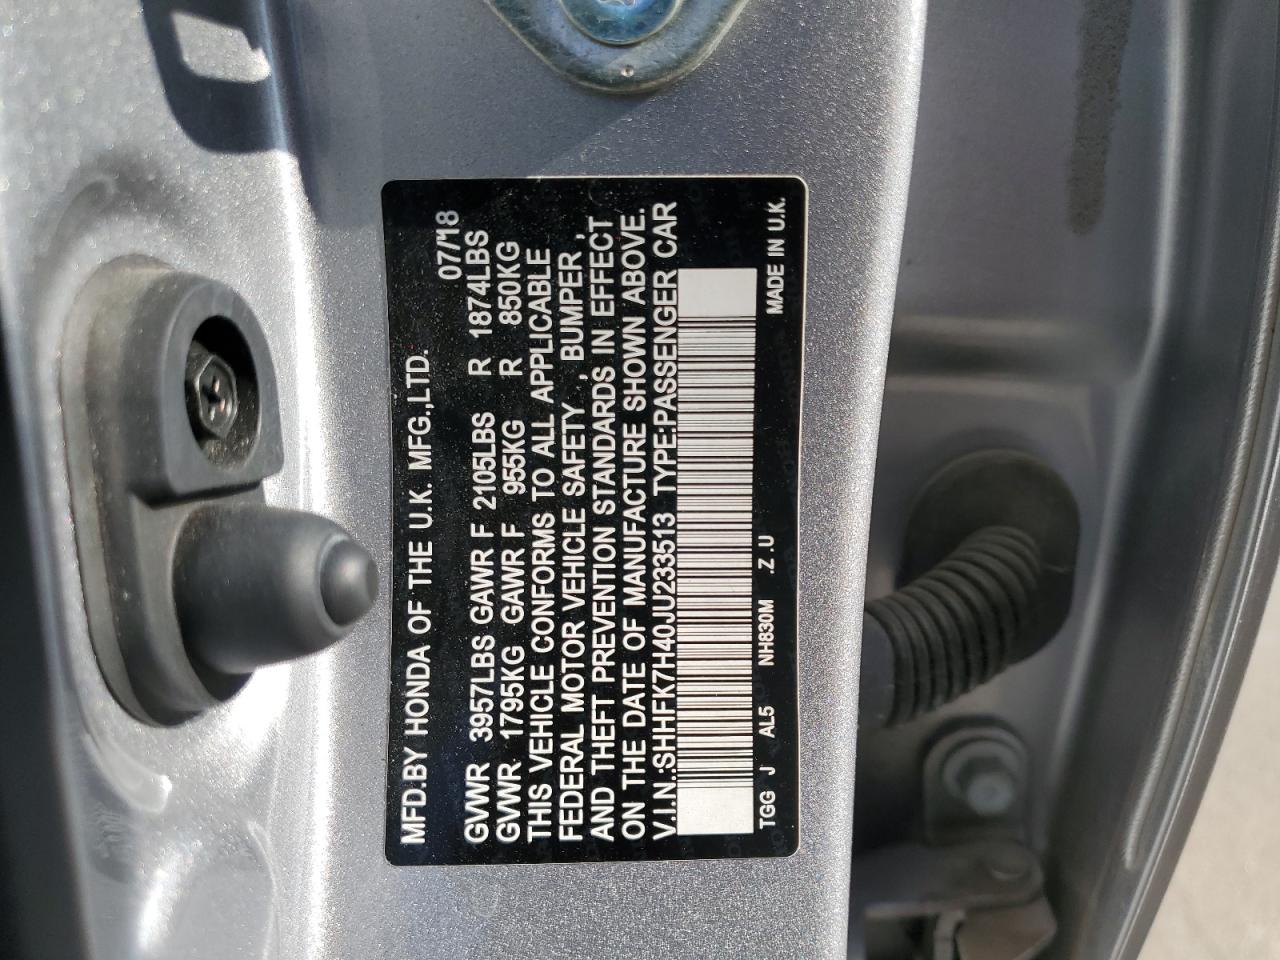 MFD.BY HONDA OF THE U.K. MFG.,LTD. 07/18
GVWR 3957LBS GAWR F 2105LBS R 1874LBS
GVWR 1795KG GAWR F 955KG R 850KG
THIS VEHICLE CONFORMS TO ALL APPLICABLE
FEDERAL MOTOR VEHICLE SAFETY , BUMPER ,
AND THEFT PREVENTION STANDARDS IN EFFECT
ON THE DATE OF MANUFACTURE SHOWN ABOVE.
V.I.N.:SHHFK7H40JU233513 TYPE:PASSENGER CAR
TGG J AL5 NH830M .Z.U MADE IN U.K.